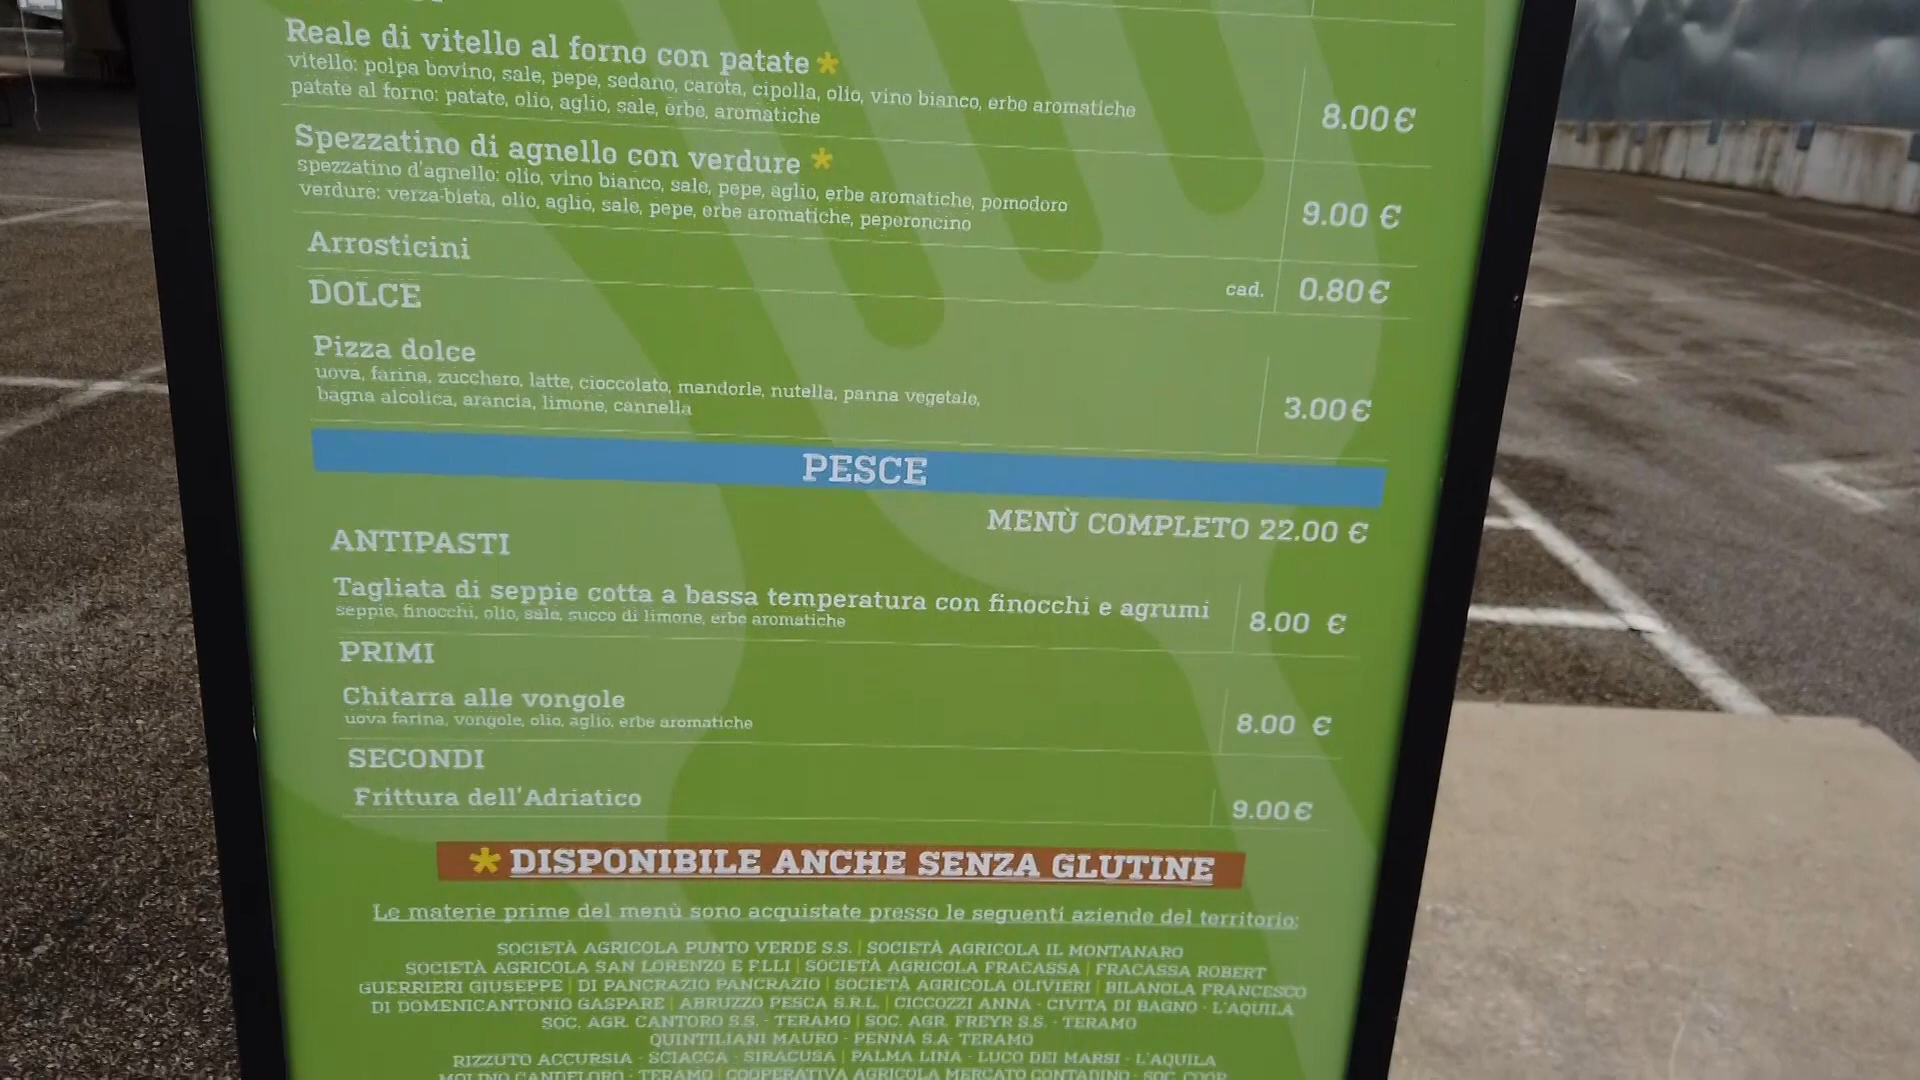 Reale di vitello al forno con patate *
vitello: polpa bovino, sale, pepe, sedano, carota, cipolla, olio, vino bianco, erbe aromatiche
patate al forno: patate, olio, aglio, sale, erbe, aromatiche
8.00 €
Spezzatino di agnello con verdure *
spezzatino d'agnello: olio, vino bianco, sale, pepe, aglio, erbe aromatiche, pomodoro
verdure: verza-bieta, olio, aglio, sale, pepe, erbe aromatiche, peperoncino
9.00 €
Arrosticini
cad. 0.80 €
DOLCE
Pizza dolce
uova, farina, zucchero, latte, cioccolato, mandorle, nutella, panna vegetale,
bagna alcolica, arancia, limone, cannella
3.00 €
PESCE
MENÙ COMPLETO 22.00 €
ANTIPASTI
Tagliata di seppie cotta a bassa temperatura con finocchi e agrumi
seppie, finocchi, olio, sale, succo di limone, erbe aromatiche
8.00 €
PRIMI
Chitarra alle vongole
uova farina, vongole, olio, aglio, erbe aromatiche
8.00 €
SECONDI
Frittura dell'Adriatico
9.00 €
* DISPONIBILE ANCHE SENZA GLUTINE
Le materie prime del menù sono acquistate presso le seguenti aziende del territorio:
SOCIETÀ AGRICOLA PUNTO VERDE S.S. | SOCIETÀ AGRICOLA IL MONTANARO
SOCIETÀ AGRICOLA SAN LORENZO E F.LLI | SOCIETÀ AGRICOLA FRACASSA | FRACASSA ROBERT
GUERRIERI GIUSEPPE | DI PANCRAZIO PANCRAZIO | SOCIETÀ AGRICOLA OLIVIERI | BILANOLA FRANCESCO
DI DOMENICANTONIO GASPARE | ABRUZZO PESCA S.R.L. | CICCOZZI ANNA - CIVITA DI BAGNO - L'AQUILA
SOC. AGR. CANTORO S.S. - TERAMO | SOC. AGR. FREYR S.S. - TERAMO
QUINTILIANI MAURO - PENNA S.A- TERAMO
RIZZUTO ACCURSIA - SCIACCA - SIRACUSA | PALMA LINA - LUCO DEI MARSI - L'AQUILA
MOLINO CANDELORO - TERAMO | COOPERATIVA AGRICOLA MERCATO CONTADINO - SOC. COOP.